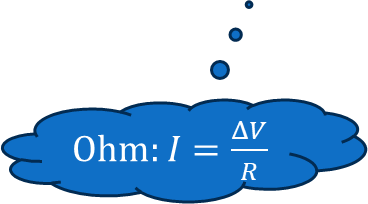 Ohm: I = ΔV/R